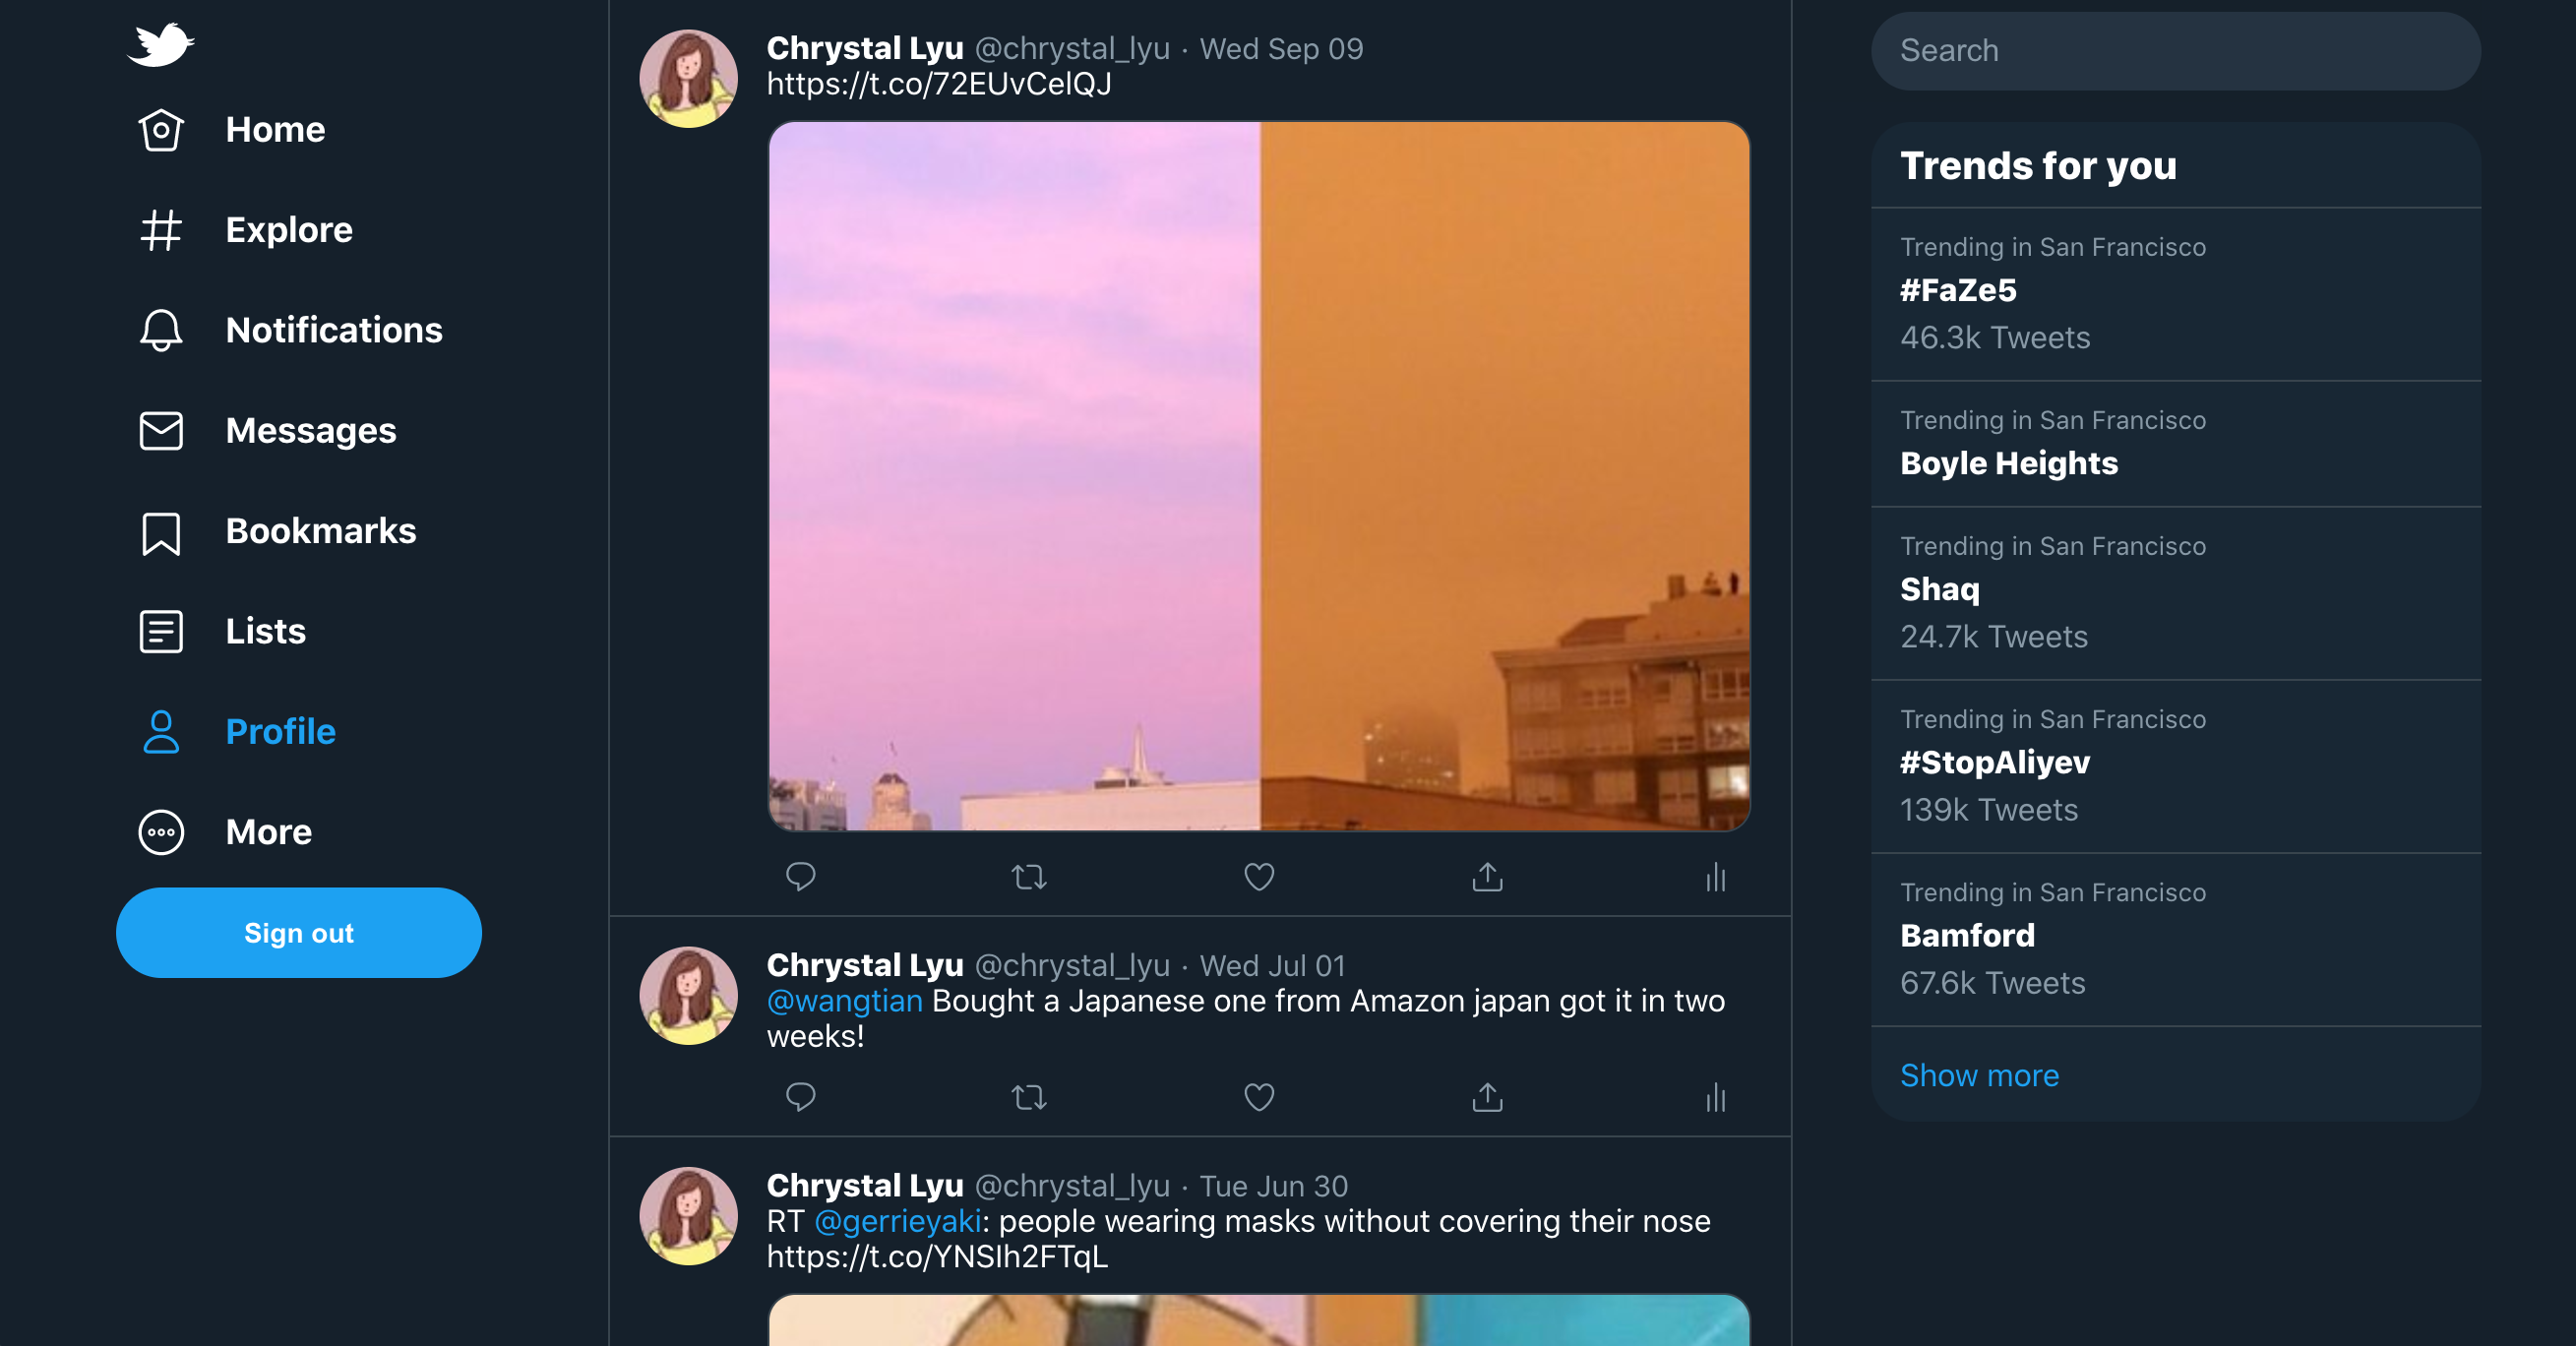 Home
Explore
Notifications
Messages
Bookmarks
Lists
Profile
More
Sign out
Chrystal Lyu @chrystal_lyu · Wed Sep 09
https://t.co/72EUvCelQJ
Chrystal Lyu @chrystal_lyu · Wed Jul 01
@wangtian Bought a Japanese one from Amazon japan got it in two
weeks!
Chrystal Lyu @chrystal_lyu · Tue Jun 30
RT @gerrieyaki: people wearing masks without covering their nose
https://t.co/YNSIh2FTqL
Search
Trends for you
Trending in San Francisco
#FaZe5
46.3k Tweets
Trending in San Francisco
Boyle Heights
Trending in San Francisco
Shaq
24.7k Tweets
Trending in San Francisco
#StopAliyev
139k Tweets
Trending in San Francisco
Bamford
67.6k Tweets
Show more